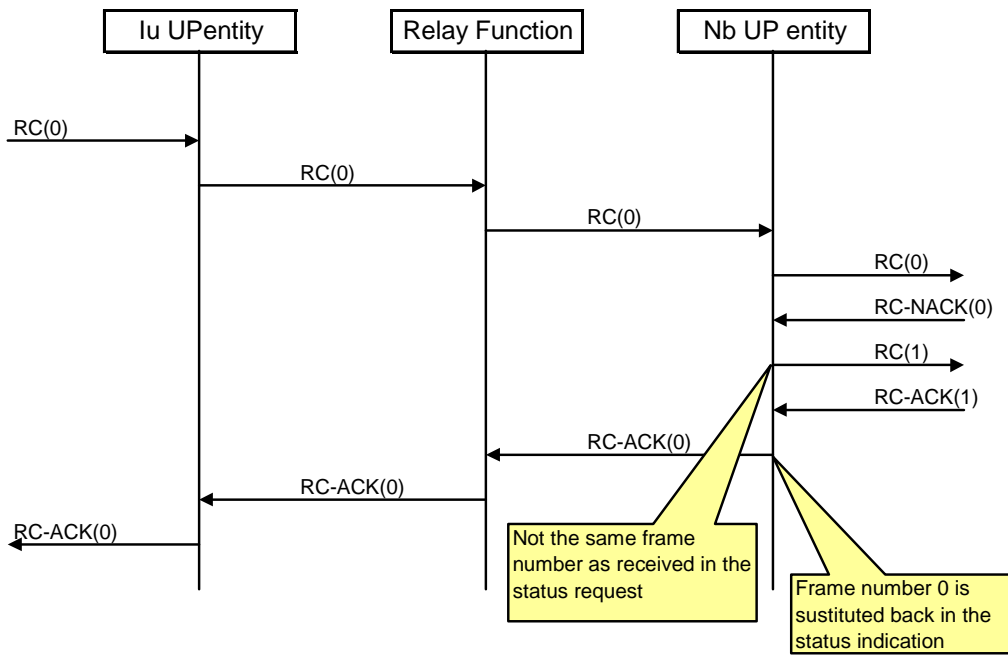 Iu UPentity
Relay Function
Nb UP entity
RC(0)
RC(0)
RC(0)
RC(0)
RC-NACK(0)
RC(1)
RC-ACK(1)
RC-ACK(0)
RC-ACK(0)
RC-ACK(0)
Not the same frame
number as received in the
status request
Frame number 0 is
sustituted back in the
status indication